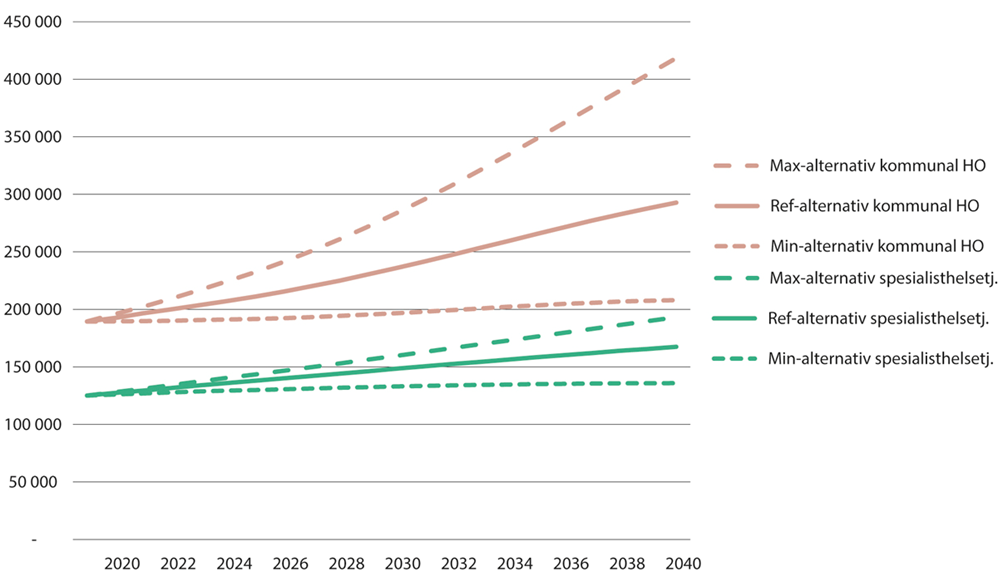 450 000
400 000
350 000
300 000
250 000
200 000
150 000
100 000
50 000
-
2020 2022 2024 2026 2028 2030 2032 2034 2036 2038 2040
Max-alternativ kommunal HO
Ref-alternativ kommunal HO
Min-alternativ kommunal HO
Max-alternativ spesialisthelsetj.
Ref-alternativ spesialisthelsetj.
Min-alternativ spesialisthelsetj.